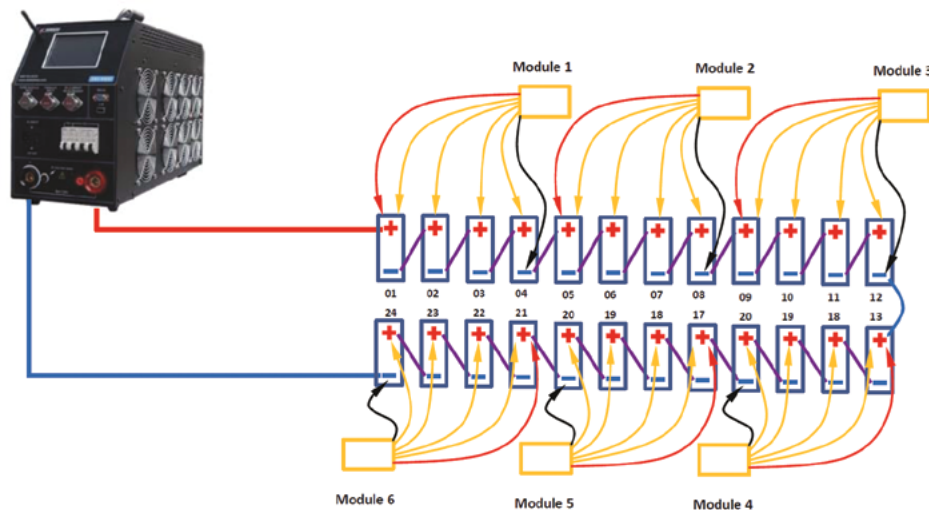 Module 1
Module 2
Module 3
01 02 03 04 05 06 07 08 09 10 11 12
24 23 22 21 20 19 18 17 20 19 18 13
Module 6
Module 5
Module 4